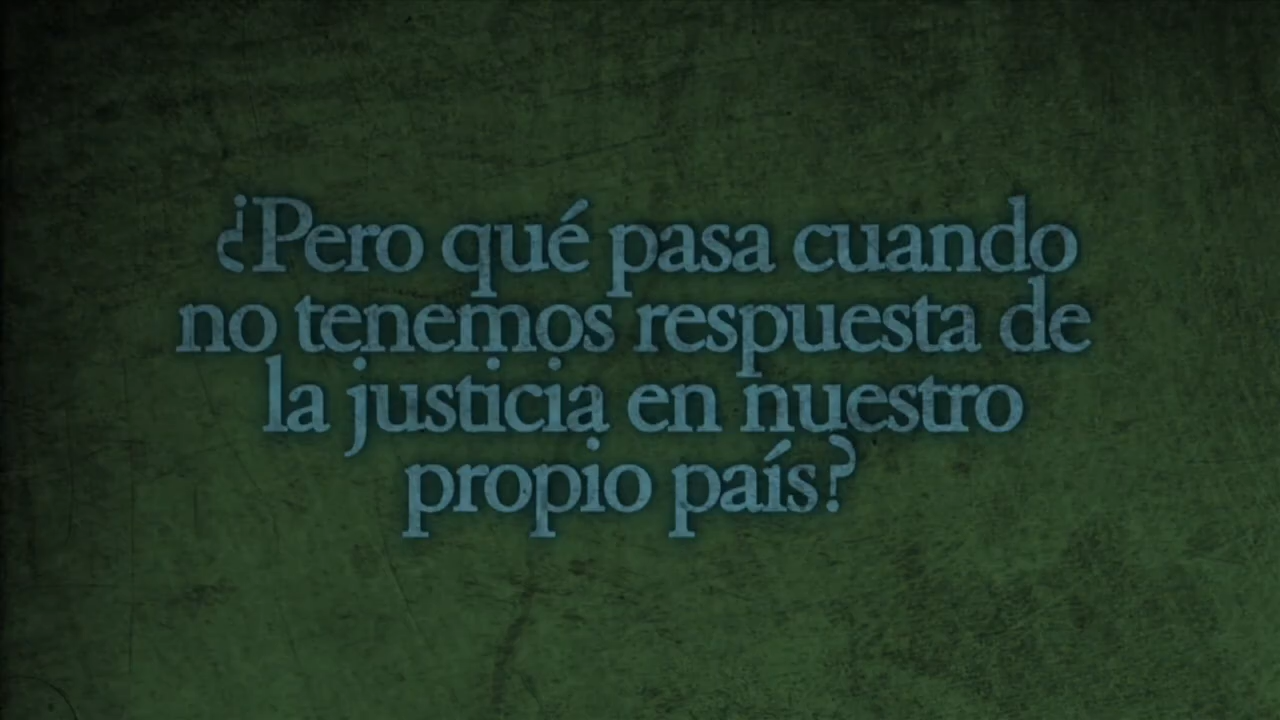 ¿Pero qué pasa cuando
no tenemos respuesta de
la justicia en nuestro
propio país?